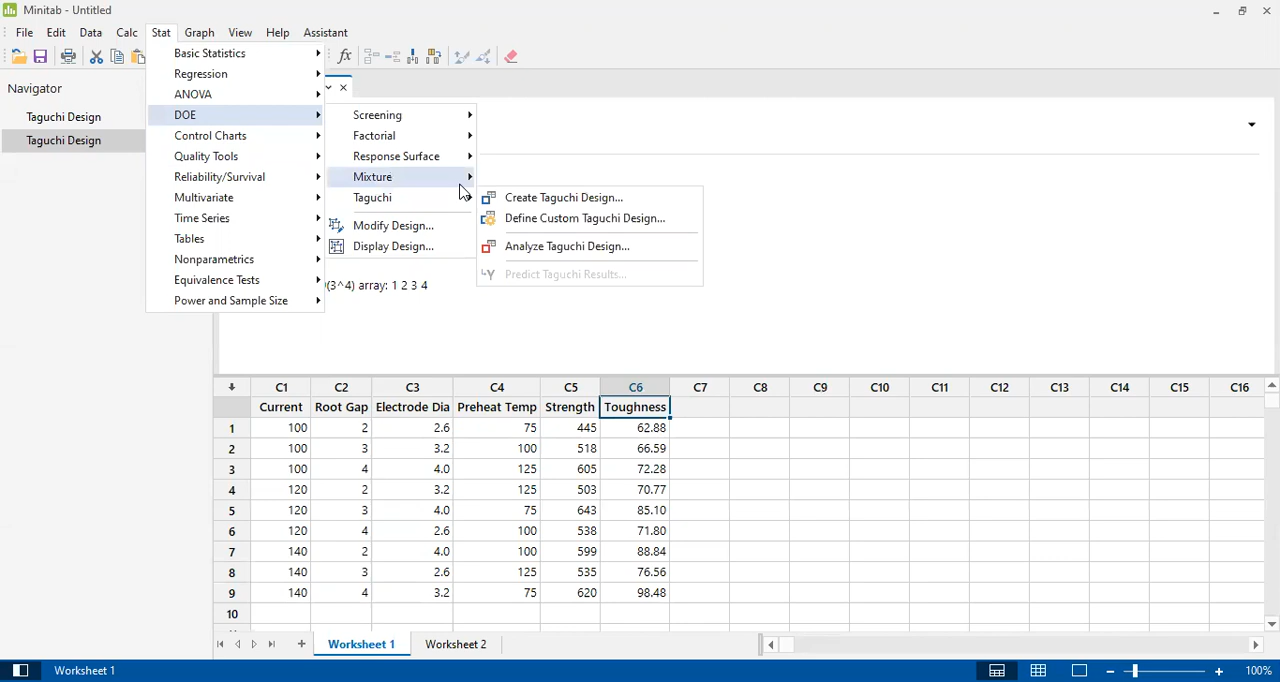 Minitab - Untitled
File Edit Data Calc Stat Graph View Help Assistant
Navigator
Taguchi Design
Taguchi Design
Basic Statistics
Regression
ANOVA
DOE
Control Charts
Quality Tools
Reliability/Survival
Multivariate
Time Series
Tables
Nonparametrics
Equivalence Tests
Power and Sample Size
Screening
Factorial
Response Surface
Mixture
Taguchi
Modify Design...
Display Design...
Create Taguchi Design...
Define Custom Taguchi Design...
Analyze Taguchi Design...
Predict Taguchi Results...
(3^4) array: 1 2 3 4
C1 C2 C3 C4 C5 C6 C7 C8 C9 C10 C11 C12 C13 C14 C15 C16
Current Root Gap Electrode Dia Preheat Temp Strength Toughness
1 100 2 2.6 75 445 62.88
2 100 3 3.2 100 518 66.59
3 100 4 4.0 125 605 72.28
4 120 2 3.2 125 503 70.77
5 120 3 4.0 75 643 85.10
6 120 4 2.6 100 538 71.80
7 140 2 4.0 100 599 88.84
8 140 3 2.6 125 535 76.56
9 140 4 3.2 75 620 98.48
10
Worksheet 1 Worksheet 2
Worksheet 1 100%